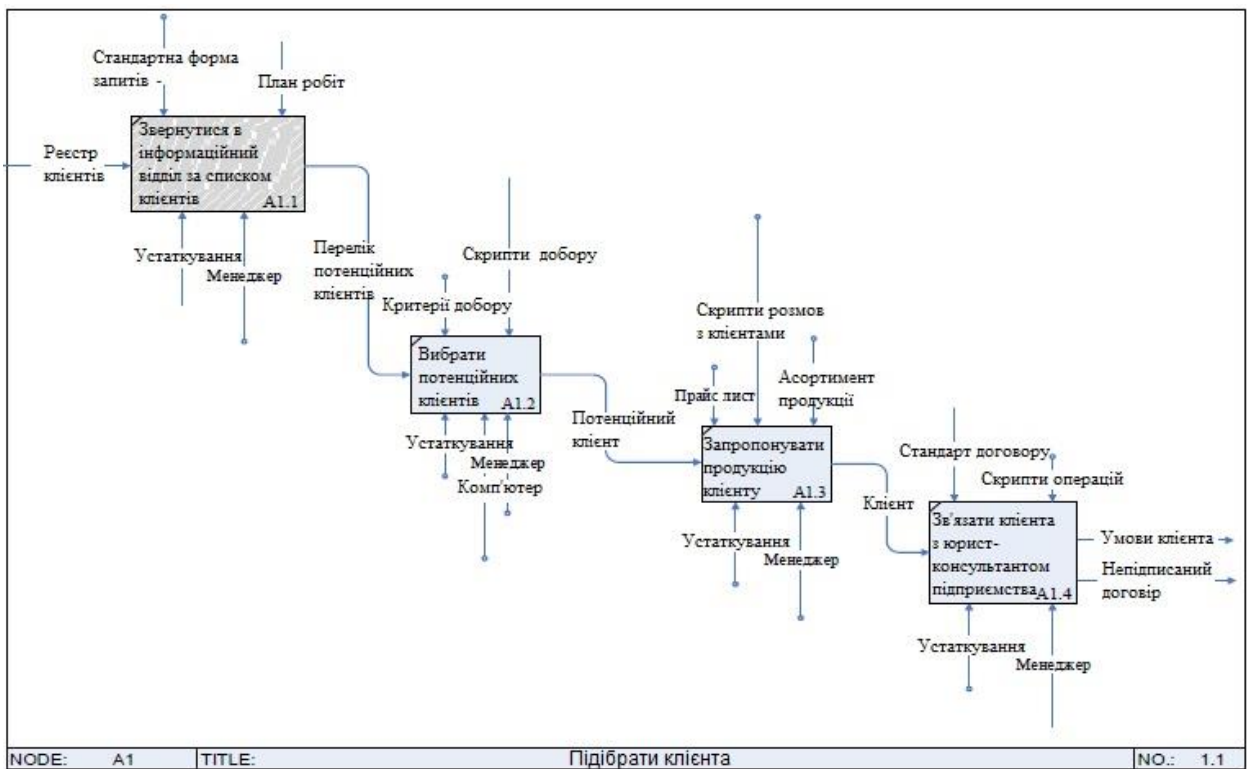 Стандартна форма
запитів -
План робіт
Звернутися в
інформаційний
відділ за списком
клієнтів
A1.1
Реєстр
клієнтів
Устаткування
Менеджер
Перелік
потенційних
клієнтів
Скрипти добору
Критерії добору
Вибрати
потенційних
клієнтів
A1.2
Устаткування
Менеджер
Комп'ютер
Потенційний
клієнт
Скрипти розмов
з клієнтами
Прайс лист
Асортимент
продукції
Запропонувати
продукцію
клієнту
A1.3
Устаткування
Менеджер
Клієнт
Стандарт договору
Скрипти операцій
Зв'язати клієнта
з юрист-
консультантом
підприємства
A1.4
Умови клієнта
Непідписаний
договір
Устаткування
Менеджер
NODE: A1 TITLE: Підібрати клієнта NO.: 1.1